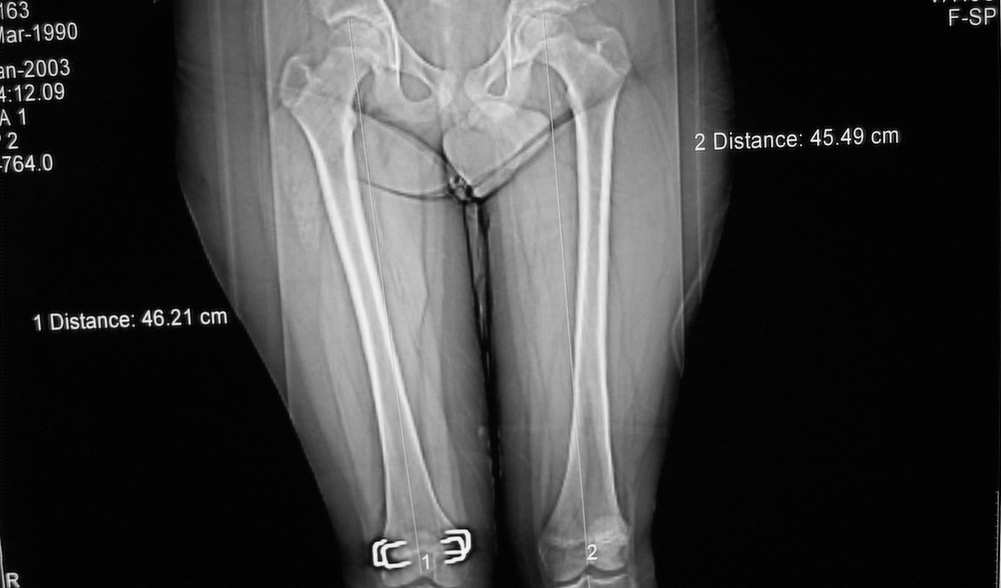 163
Mar-1990
an-2003
4:12.09
A 1
2
-764.0
F-SP
2 Distance: 45.49 cm
1 Distance: 46.21 cm
1
2
R